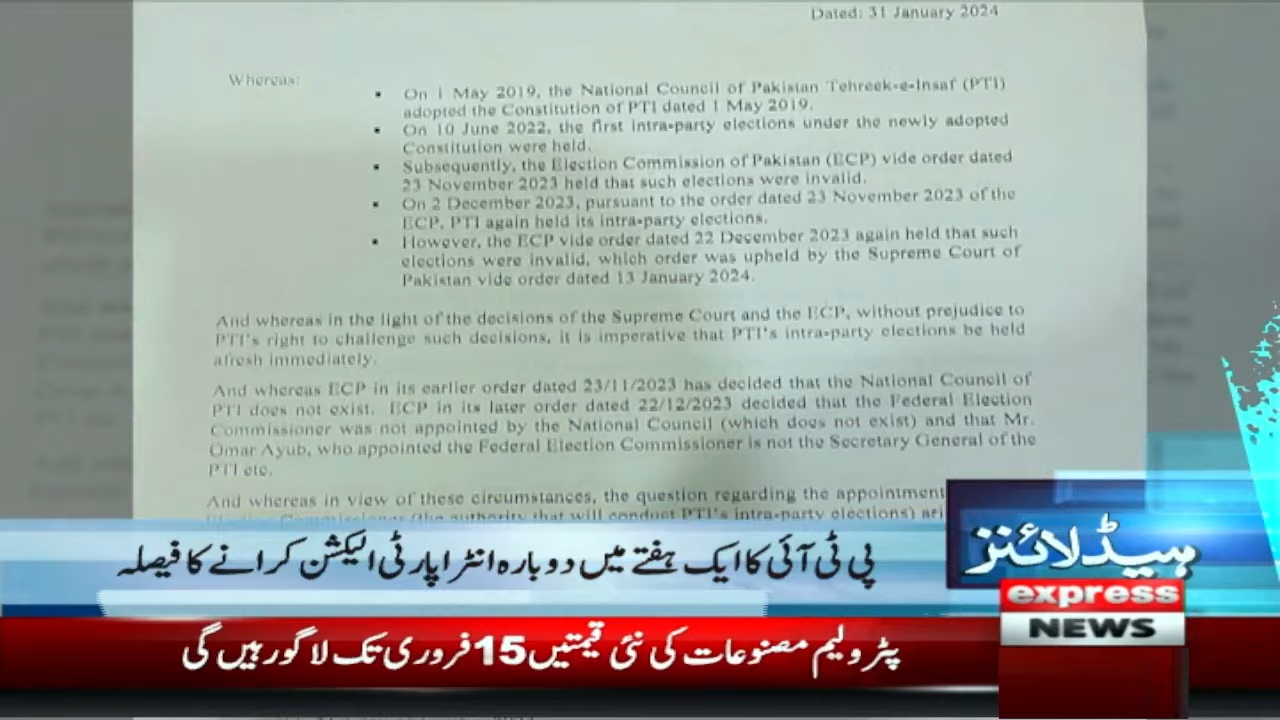 Dated: 31 January 2024
Whereas:
▪ On 1 May 2019, the National Council of Pakistan Tehreek-e-Insaf (PTI)
adopted the Constitution of PTI dated 1 May 2019.
▪ On 10 June 2022, the first intra-party elections under the newly adopted
Constitution were held.
▪ Subsequently, the Election Commission of Pakistan (ECP) vide order dated
23 November 2023 held that such elections were invalid.
▪ On 2 December 2023, pursuant to the order dated 23 November 2023 of the
ECP, PTI again held its intra-party elections.
▪ However, the ECP vide order dated 22 December 2023 again held that such
elections were invalid, which order was upheld by the Supreme Court of
Pakistan vide order dated 13 January 2024.
And whereas in the light of the decisions of the Supreme Court and the ECP, without prejudice to
PTI's right to challenge such decisions, it is imperative that PTI's intra-party elections be held
afresh immediately.
And whereas ECP in its earlier order dated 23/11/2023 has decided that the National Council of
PTI does not exist. ECP in its later order dated 22/12/2023 decided that the Federal Election
Commissioner was not appointed by the National Council (which does not exist) and that Mr.
Omar Ayub, who appointed the Federal Election Commissioner is not the Secretary General of the
PTI etc.
And whereas in view of these circumstances, the question regarding the appointment
(the authority that will conduct PTI's intra-party elections)
ہیڈلائنز
پی ٹی آئی کا ایک ہفتے میں دوبارہ انٹرا پارٹی الیکشن کرانے کا فیصلہ
express
NEWS
پٹرولیم مصنوعات کی نئی قیمتیں 15 فروری تک لاگو رہیں گی